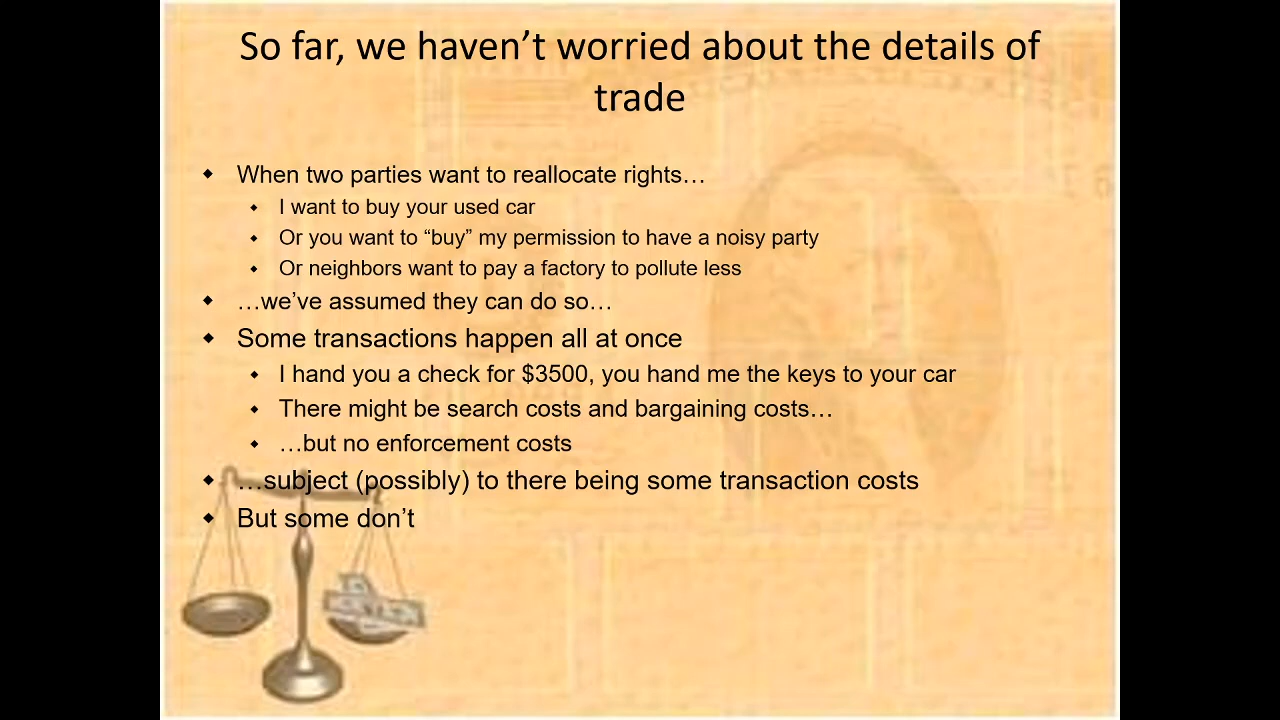 So far, we haven’t worried about the details of
trade
When two parties want to reallocate rights…
I want to buy your used car
Or you want to “buy” my permission to have a noisy party
Or neighbors want to pay a factory to pollute less
…we’ve assumed they can do so…
Some transactions happen all at once
I hand you a check for $3500, you hand me the keys to your car
There might be search costs and bargaining costs…
…but no enforcement costs
…subject (possibly) to there being some transaction costs
But some don’t